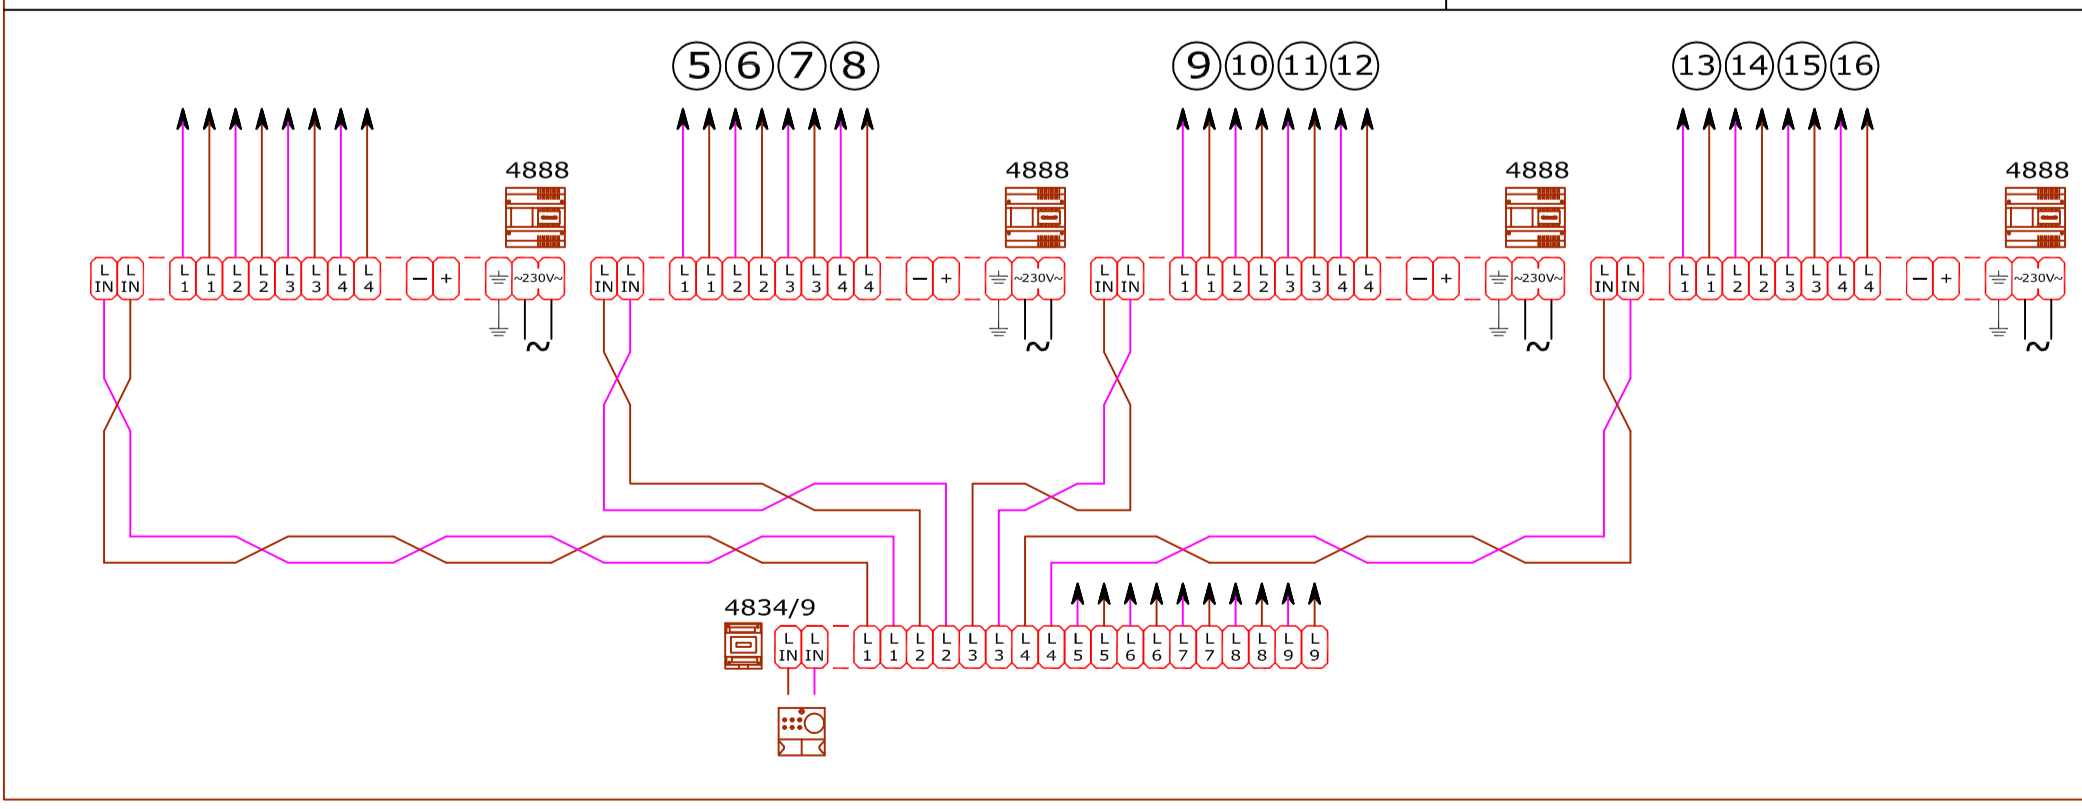 5 6 7 8 9 10 11 12 13 14 15 16
4888 4888 4888 4888
L IN L IN L 1 L 1 L 2 L 2 L 3 L 3 L 4 L 4 − + ~230V~
L IN L IN L 1 L 1 L 2 L 2 L 3 L 3 L 4 L 4 − + ~230V~
L IN L IN L 1 L 1 L 2 L 2 L 3 L 3 L 4 L 4 − + ~230V~
L IN L IN L 1 L 1 L 2 L 2 L 3 L 3 L 4 L 4 − + ~230V~
~ ~ ~ ~
4834/9
L IN L IN L 1 L 1 L 2 L 2 L 3 L 3 L 4 L 4 L 5 L 5 L 6 L 6 L 7 L 7 L 8 L 8 L 9 L 9